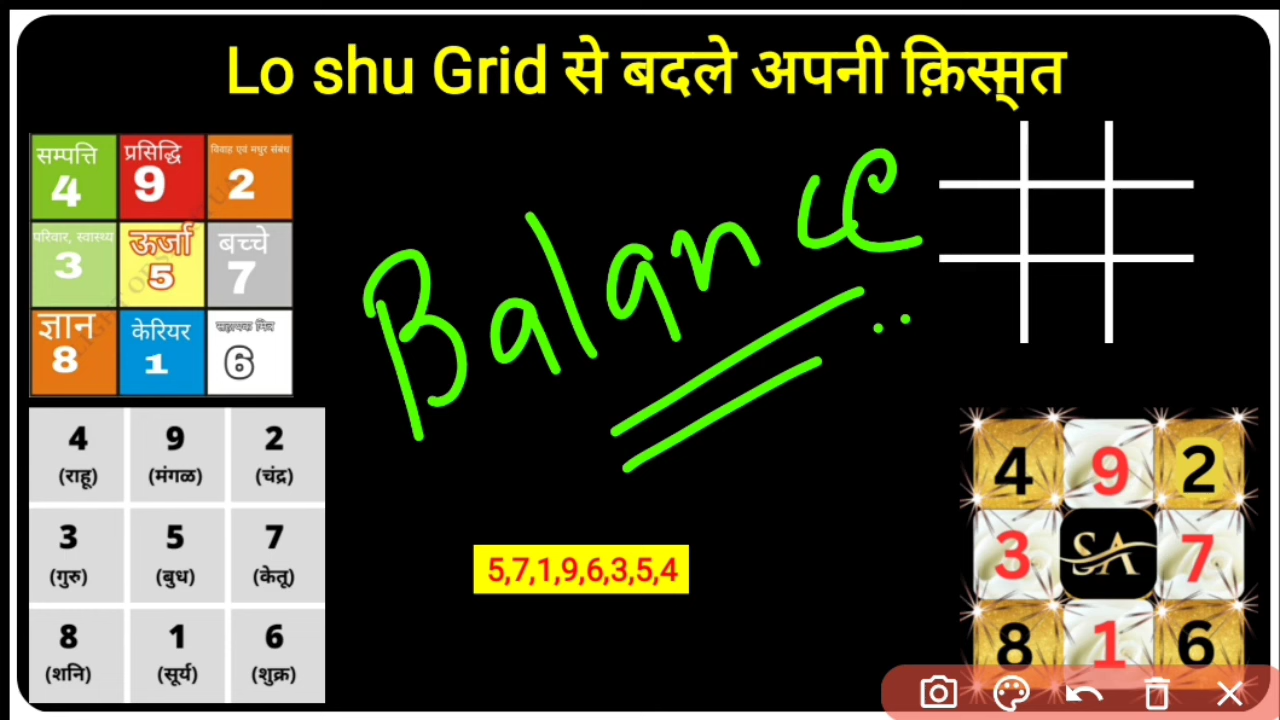 Lo shu Grid से बदले अपनी क़िस्म्त
सम्पत्ति प्रसिद्धि विवाह एवं मधुर संबंध
4 9 2
परिवार, स्वास्थ्य ऊर्जा बच्चे
3 5 7
ज्ञान केरियर सहायक मित्र
8 1 6
Balance
4 9 2
(राहू) (मंगळ) (चंद्र)
3 5 7
(गुरु) (बुध) (केतू)
8 1 6
(शनि) (सूर्य) (शुक्र)
5,7,1,9,6,3,5,4
4 9 2
3 SA 7
8 1 6